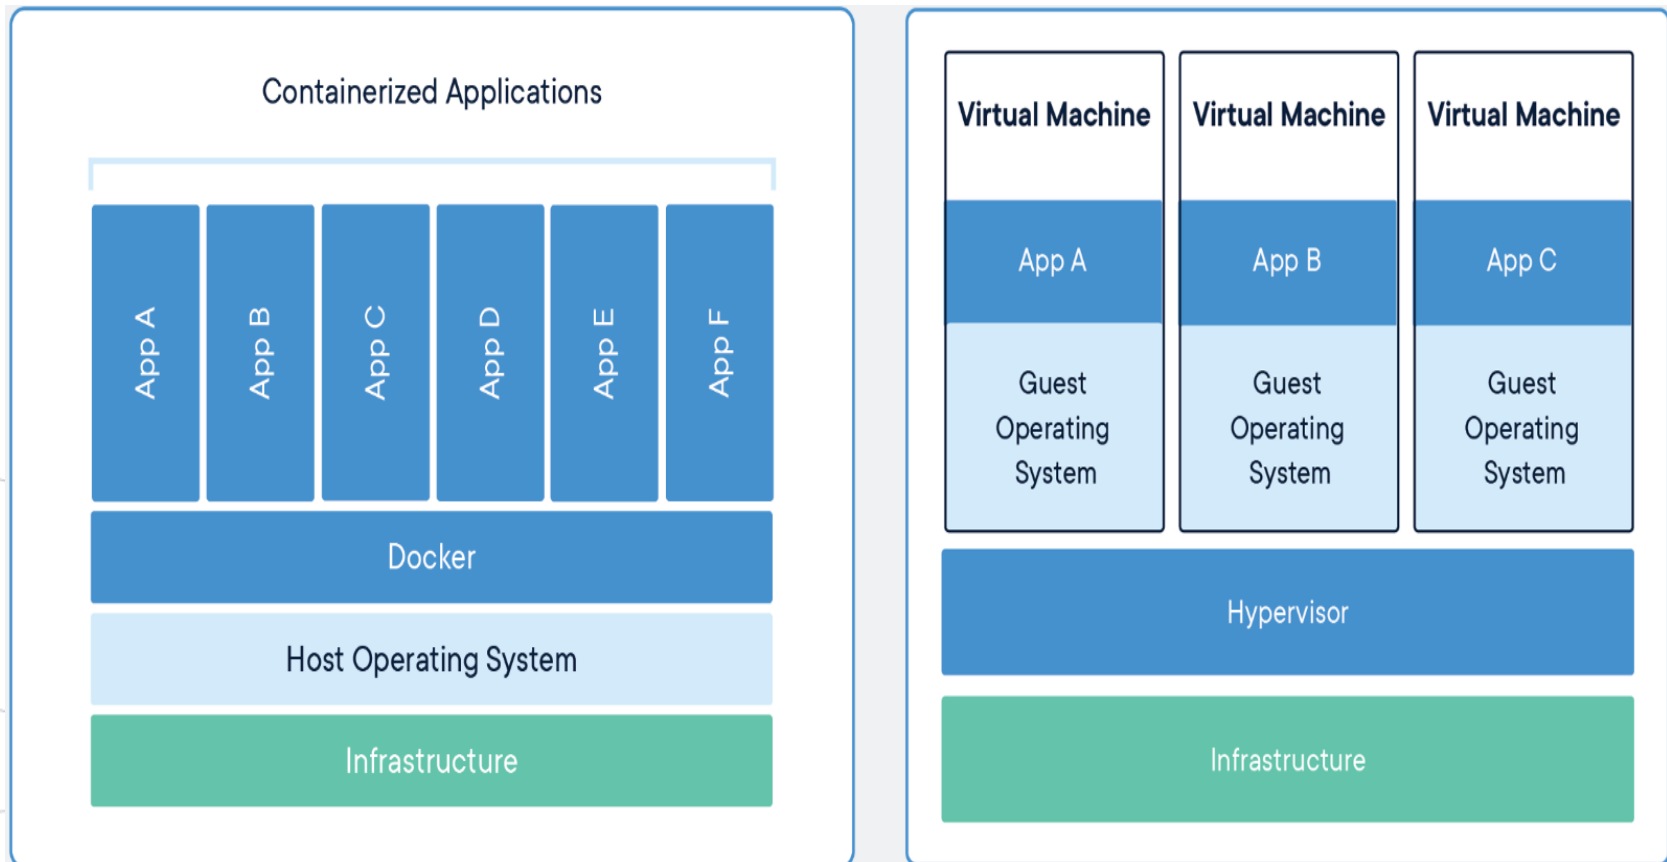 Containerized Applications
App A
App B
App C
App D
App E
App F
Docker
Host Operating System
Infrastructure
Virtual Machine
App A
Guest
Operating
System
Virtual Machine
App B
Guest
Operating
System
Virtual Machine
App C
Guest
Operating
System
Hypervisor
Infrastructure